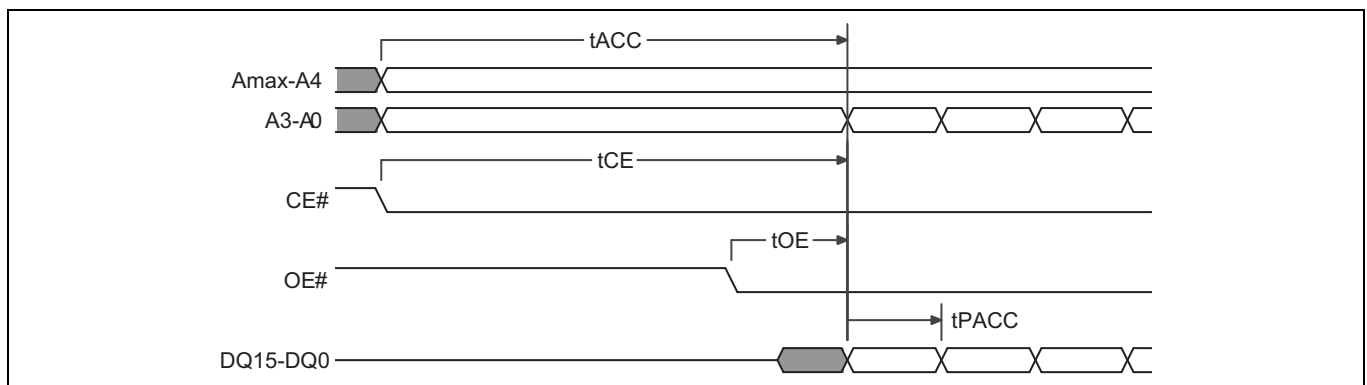 tACC
Amax-A4
A3-A0
tCE
CE#
tOE
OE#
tPACC
DQ15-DQ0